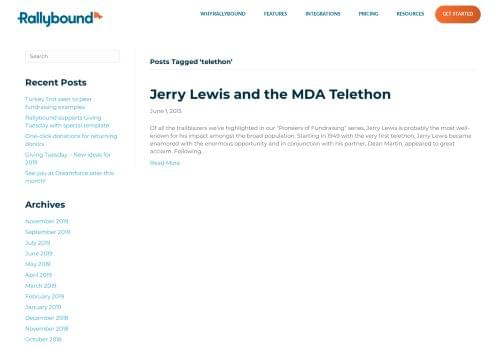 Rallybound
WHY RALLYBOUND FEATURES INTEGRATIONS PRICING RESOURCES GET STARTED
Search
Recent Posts
Turkey Trot peer to peer
fundraising examples
Rallybound supports Giving
Tuesday with special template
One-click donations for returning
donors
Giving Tuesday – New ideas for
2019
See you at Dreamforce later this
month!
Archives
November 2019
September 2019
July 2019
June 2019
May 2019
April 2019
March 2019
February 2019
January 2019
December 2018
November 2018
October 2018
Posts Tagged ‘telethon’
Jerry Lewis and the MDA Telethon
June 1, 2015
Of all the trailblazers we’ve highlighted in our “Pioneers of Fundraising” series, Jerry Lewis is probably the most well-
known for his impact amongst the broad population. Starting in 1949 with the very first telethon, Jerry Lewis became
enamored with the enormous opportunity and in conjunction with his partner, Dean Martin, appeared to great
acclaim. Following...
Read More